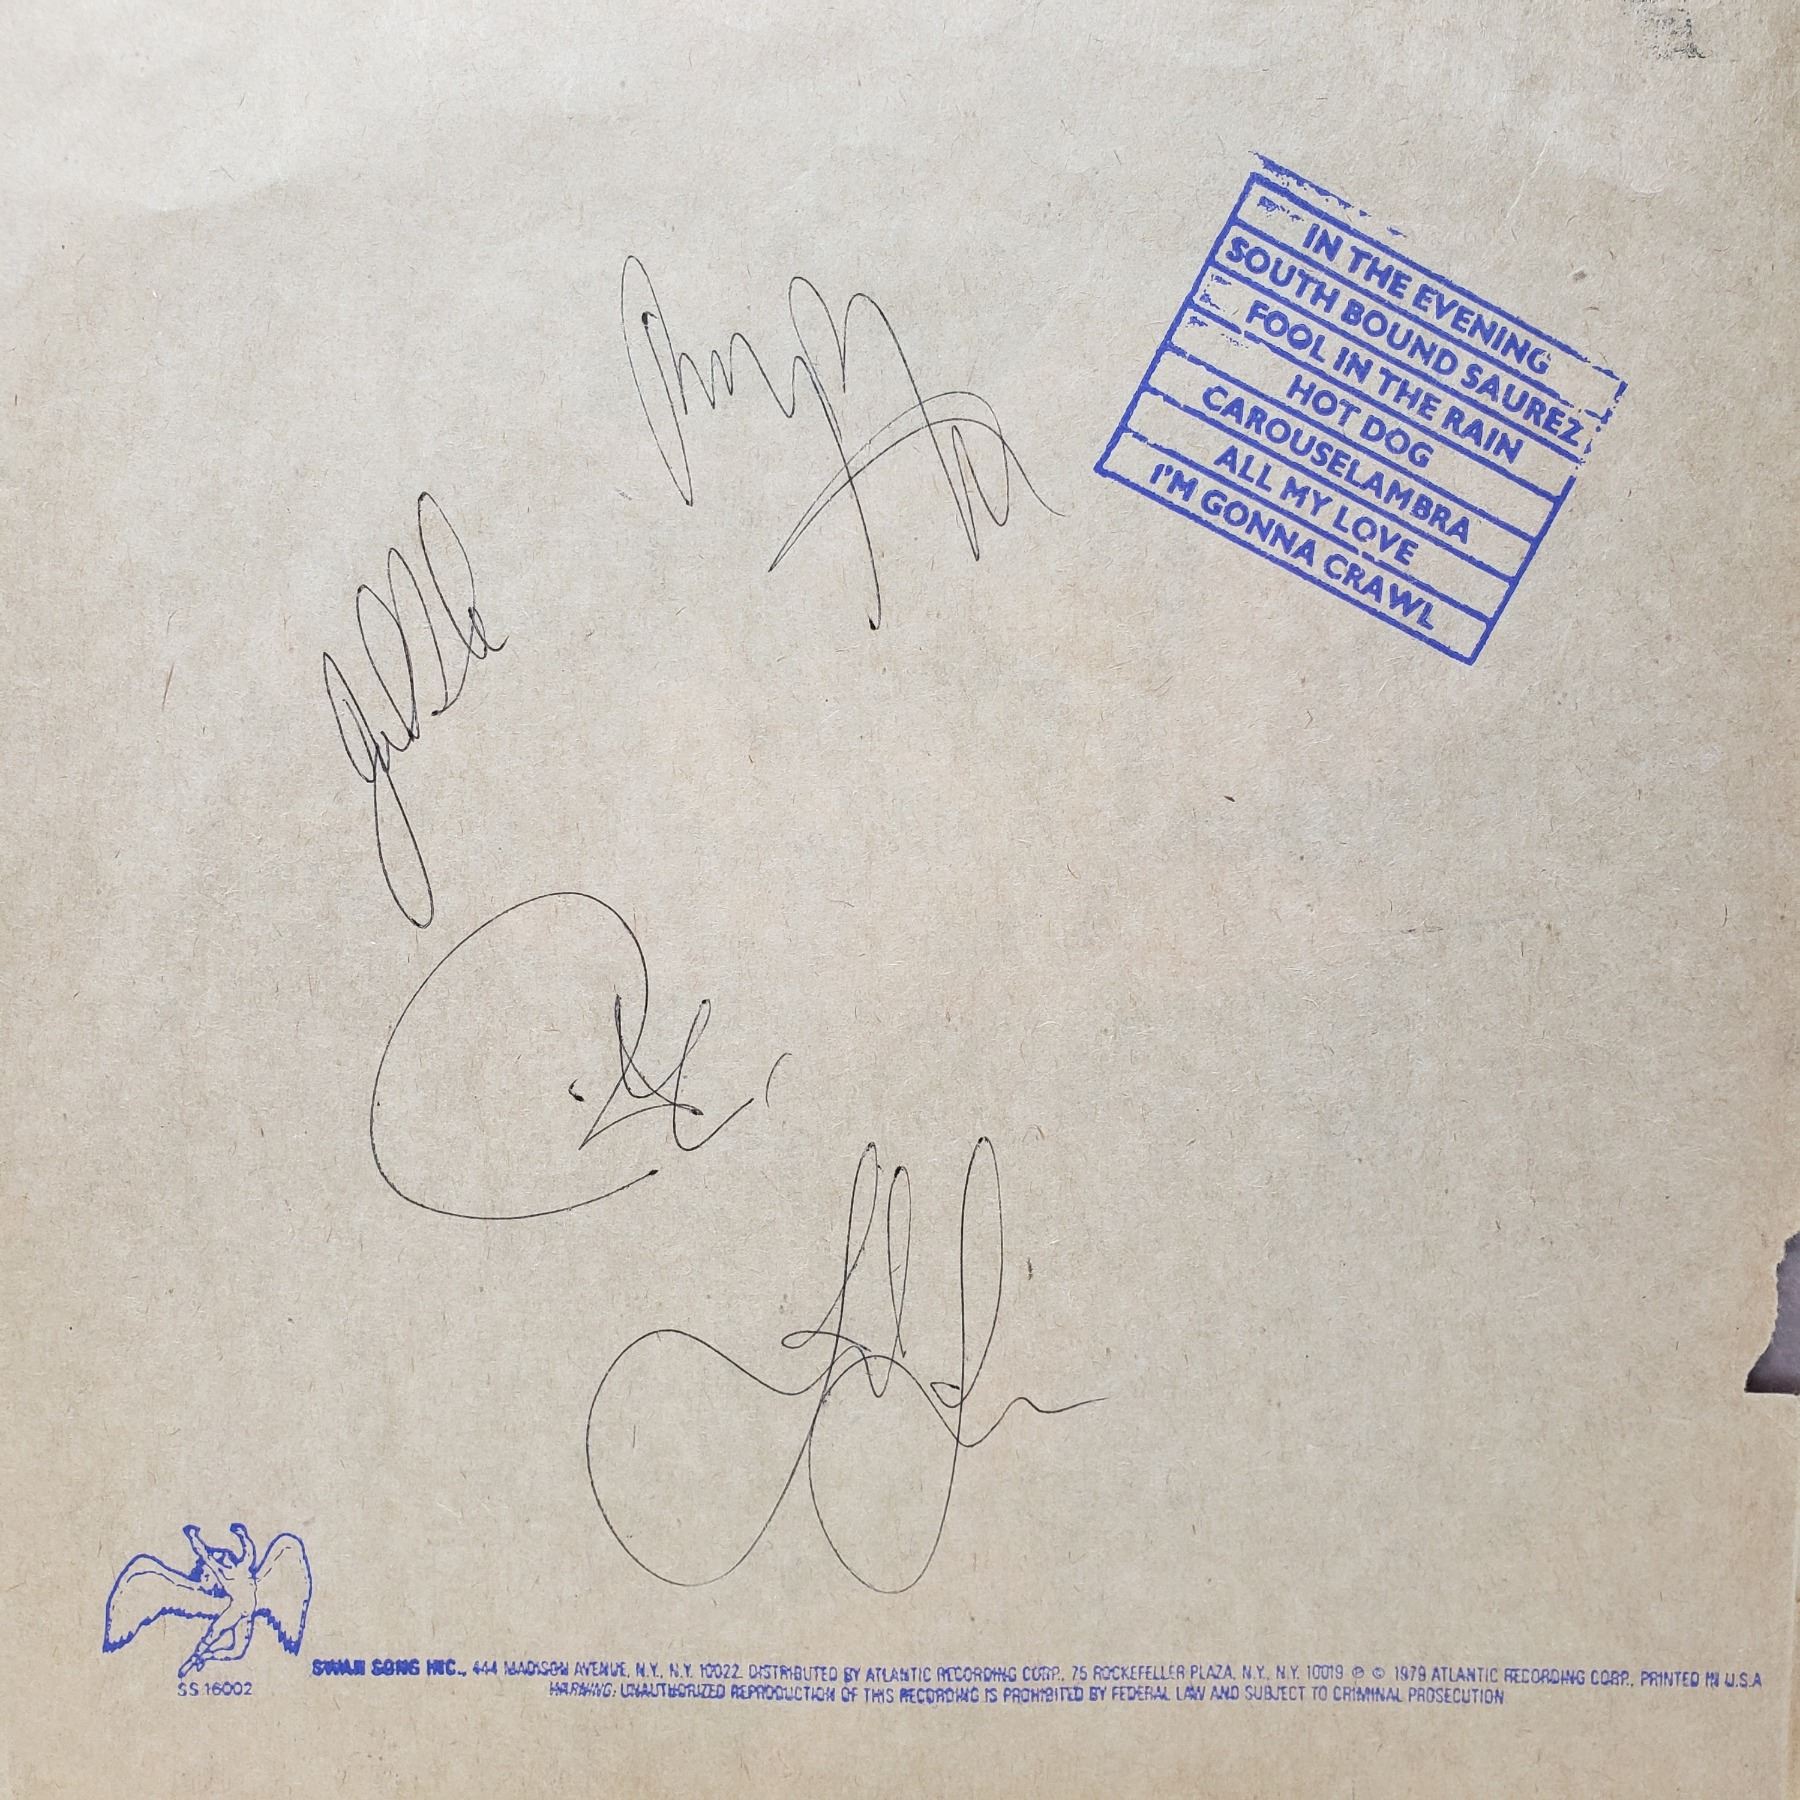 IN THE EVENING
SOUTH BOUND SAUREZ
FOOL IN THE RAIN
HOT DOG
CAROUSELAMBRA
ALL MY LOVE
I'M GONNA CRAWL
SS 16002
SWAN SONG INC., 444 MADISON AVENUE, N.Y., N.Y. 10022. DISTRIBUTED BY ATLANTIC RECORDING CORP., 75 ROCKEFELLER PLAZA, N.Y., N.Y. 10019 ℗ © 1979 ATLANTIC RECORDING CORP., PRINTED IN U.S.A
WARNING: UNAUTHORIZED REPRODUCTION OF THIS RECORDING IS PROHIBITED BY FEDERAL LAW AND SUBJECT TO CRIMINAL PROSECUTION